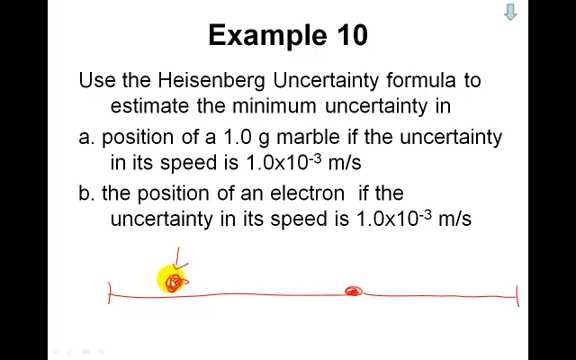 Example 10
Use the Heisenberg Uncertainty formula to
estimate the minimum uncertainty in
a. position of a 1.0 g marble if the uncertainty
in its speed is 1.0x10⁻³ m/s
b. the position of an electron if the
uncertainty in its speed is 1.0x10⁻³ m/s